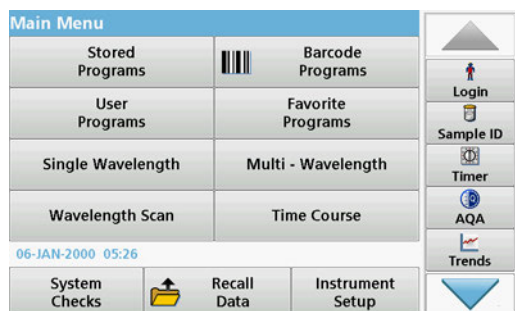 Main Menu
Stored
Programs
Barcode
Programs
User
Programs
Favorite
Programs
Single Wavelength
Multi - Wavelength
Wavelength Scan
Time Course
06-JAN-2000 05:26
System
Checks
Recall
Data
Instrument
Setup
Login
Sample ID
Timer
AQA
Trends